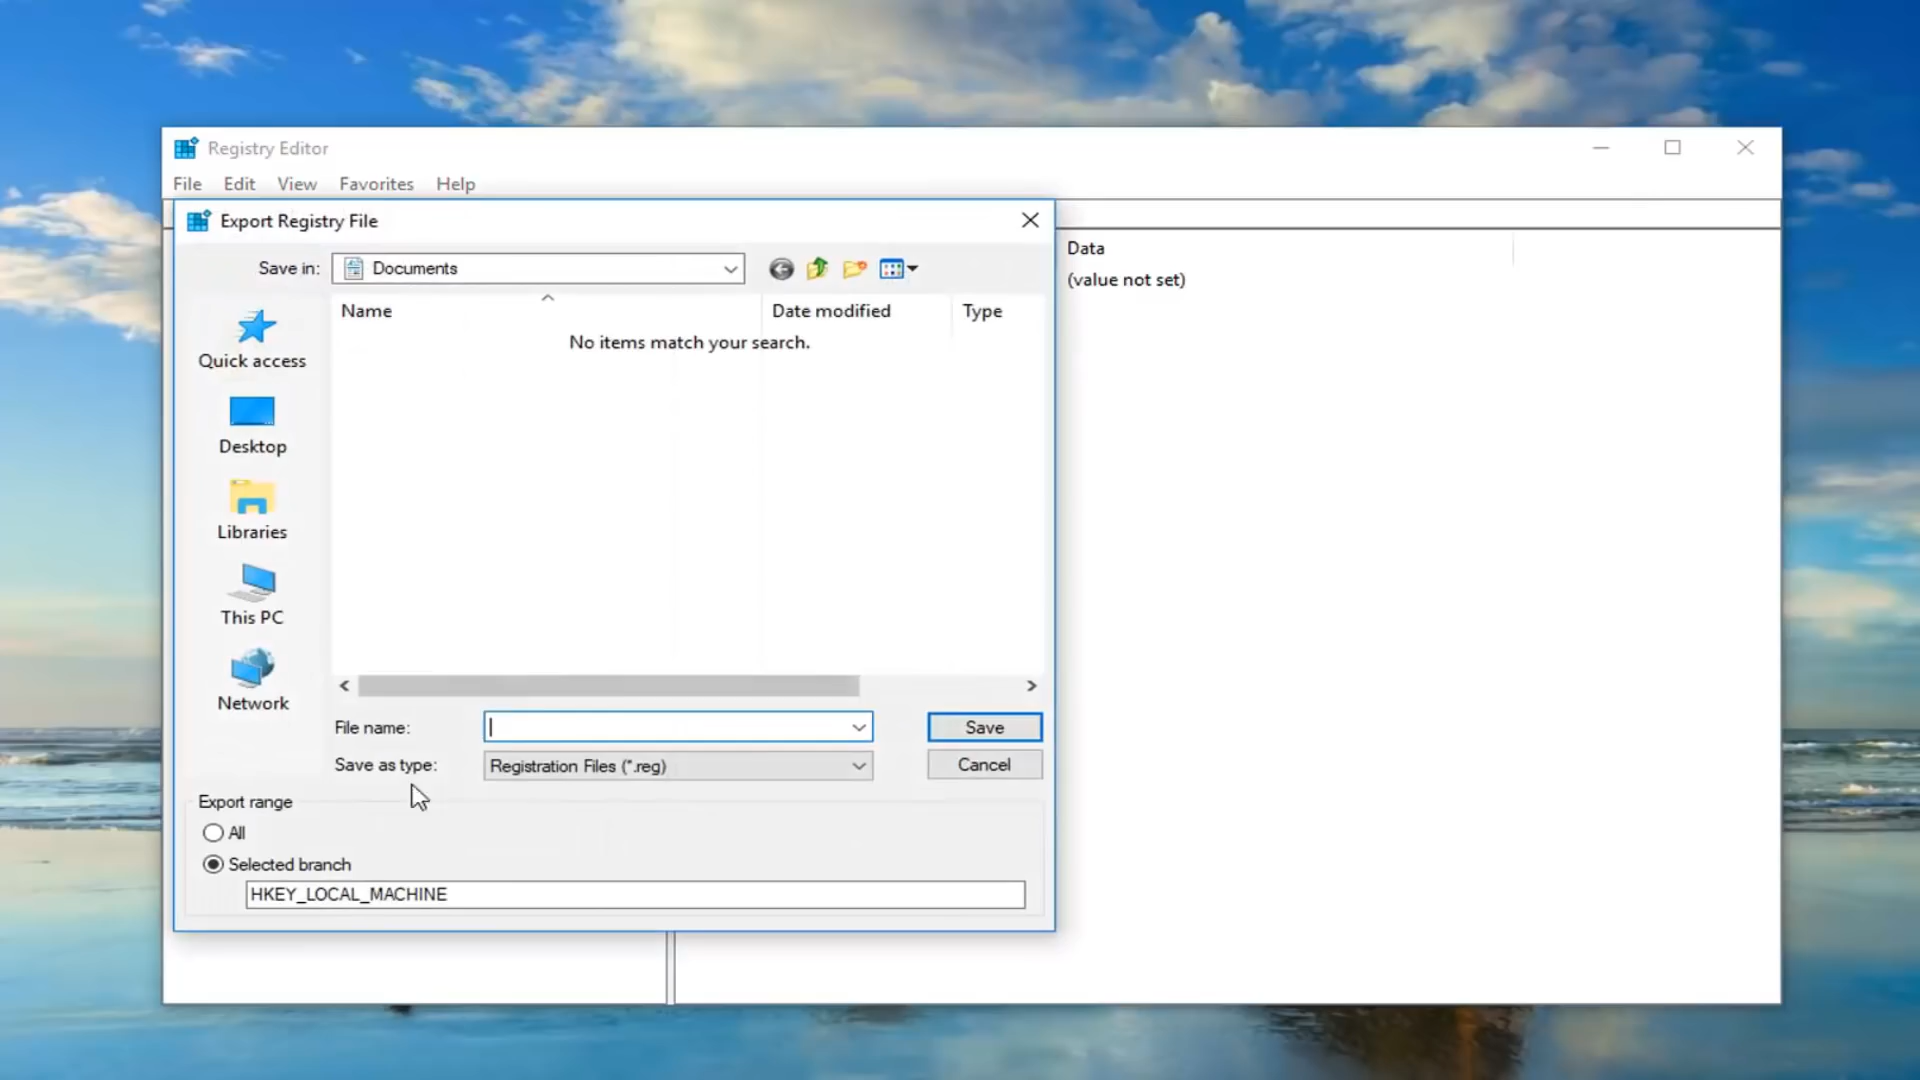 Registry Editor
File Edit View Favorites Help
Export Registry File
Save in: Documents
Data
(value not set)
Name Date modified Type
No items match your search.
Quick access
Desktop
Libraries
This PC
Network
File name: Save
Save as type: Registration Files (*.reg) Cancel
Export range
All
Selected branch
HKEY_LOCAL_MACHINE